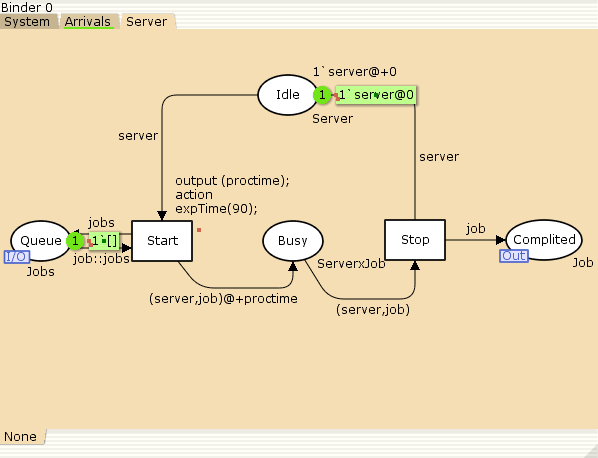 Binder 0
System
Arrivals
Server
1`server@+0
Idle
1
1`server@0
Server
server
server
output (proctime);
action
expTime(90);
jobs
Queue
1
1`[]
Start
Busy
Stop
job
Complited
I/O
job::jobs
Out
Jobs
ServerxJob
Job
(server,job)@+proctime
(server,job)
None